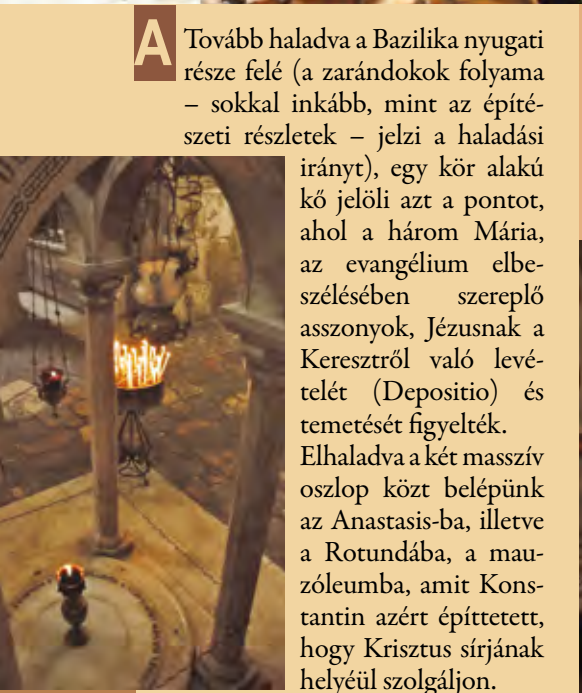 A
Tovább haladva a Bazilika nyugati
része felé (a zarándokok folyama
– sokkal inkább, mint az építé-
szeti részletek – jelzi a haladási
irányt), egy kör alakú
kő jelöli azt a pontot,
ahol a három Mária,
az evangélium elbe-
szélésében szereplő
asszonyok, Jézusnak a
Keresztről való levé-
telét (Depositio) és
temetését figyelték.
Elhaladva a két masszív
oszlop közt belépünk
az Anastasis-ba, illetve
a Rotundába, a mau-
zóleumba, amit Kons-
tantin azért építtetett,
hogy Krisztus sírjának
helyéül szolgáljon.